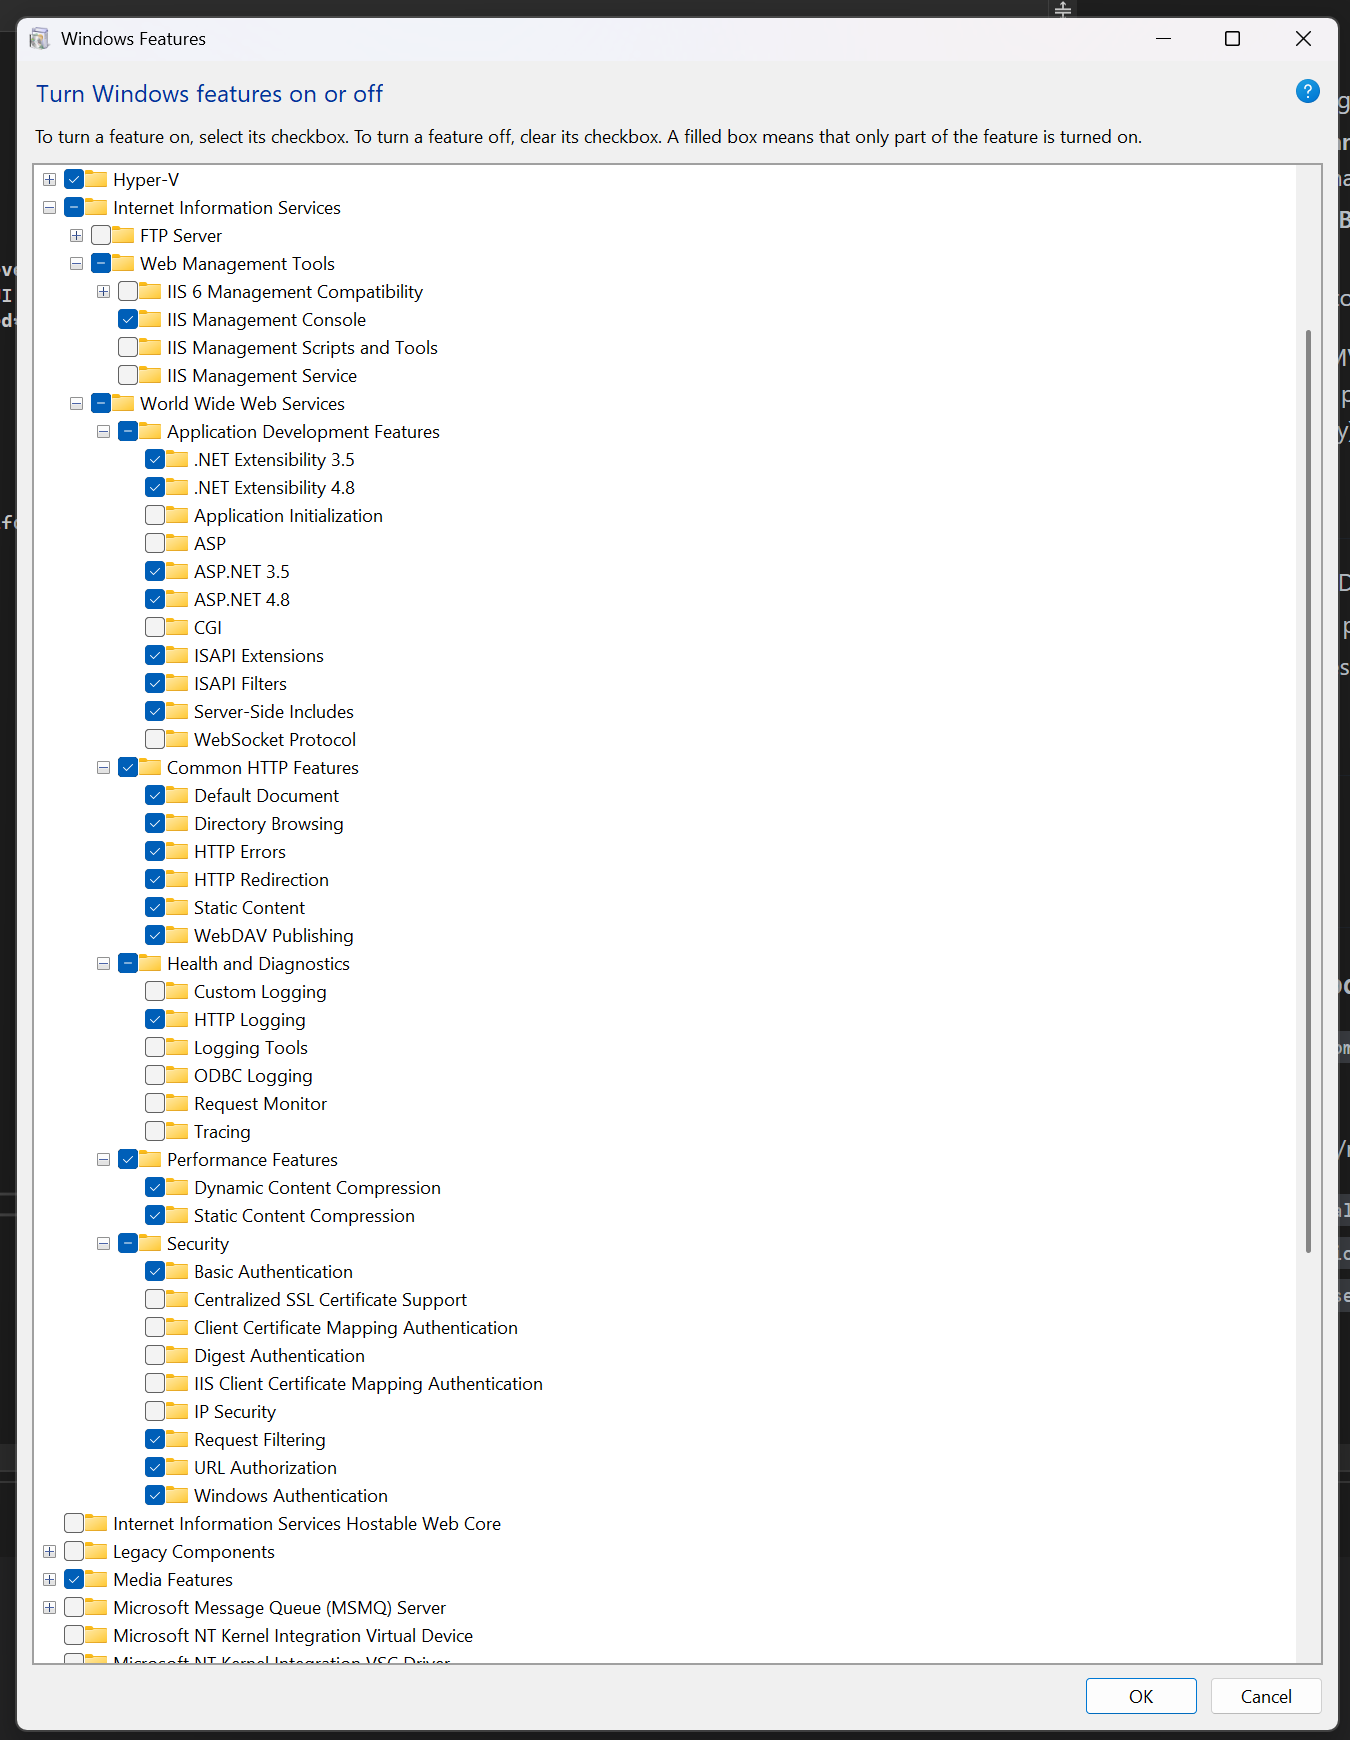 Windows Features
Turn Windows features on or off
To turn a feature on, select its checkbox. To turn a feature off, clear its checkbox. A filled box means that only part of the feature is turned on.
Hyper-V
Internet Information Services
FTP Server
Web Management Tools
IIS 6 Management Compatibility
IIS Management Console
IIS Management Scripts and Tools
IIS Management Service
World Wide Web Services
Application Development Features
.NET Extensibility 3.5
.NET Extensibility 4.8
Application Initialization
ASP
ASP.NET 3.5
ASP.NET 4.8
CGI
ISAPI Extensions
ISAPI Filters
Server-Side Includes
WebSocket Protocol
Common HTTP Features
Default Document
Directory Browsing
HTTP Errors
HTTP Redirection
Static Content
WebDAV Publishing
Health and Diagnostics
Custom Logging
HTTP Logging
Logging Tools
ODBC Logging
Request Monitor
Tracing
Performance Features
Dynamic Content Compression
Static Content Compression
Security
Basic Authentication
Centralized SSL Certificate Support
Client Certificate Mapping Authentication
Digest Authentication
IIS Client Certificate Mapping Authentication
IP Security
Request Filtering
URL Authorization
Windows Authentication
Internet Information Services Hostable Web Core
Legacy Components
Media Features
Microsoft Message Queue (MSMQ) Server
Microsoft NT Kernel Integration Virtual Device
Microsoft NT Kernel Integration VSC Driver
OK
Cancel